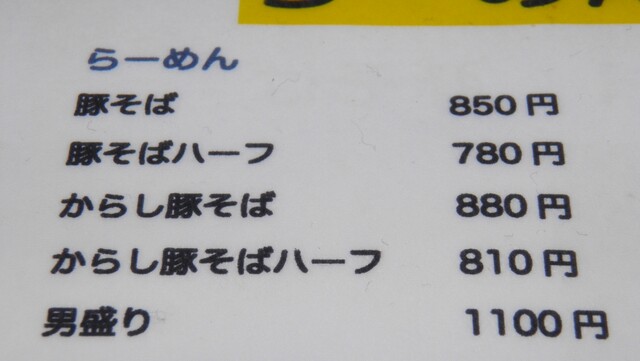 らーめん
豚そば 850円
豚そばハーフ 780円
からし豚そば 880円
からし豚そばハーフ 810円
男盛り 1100円